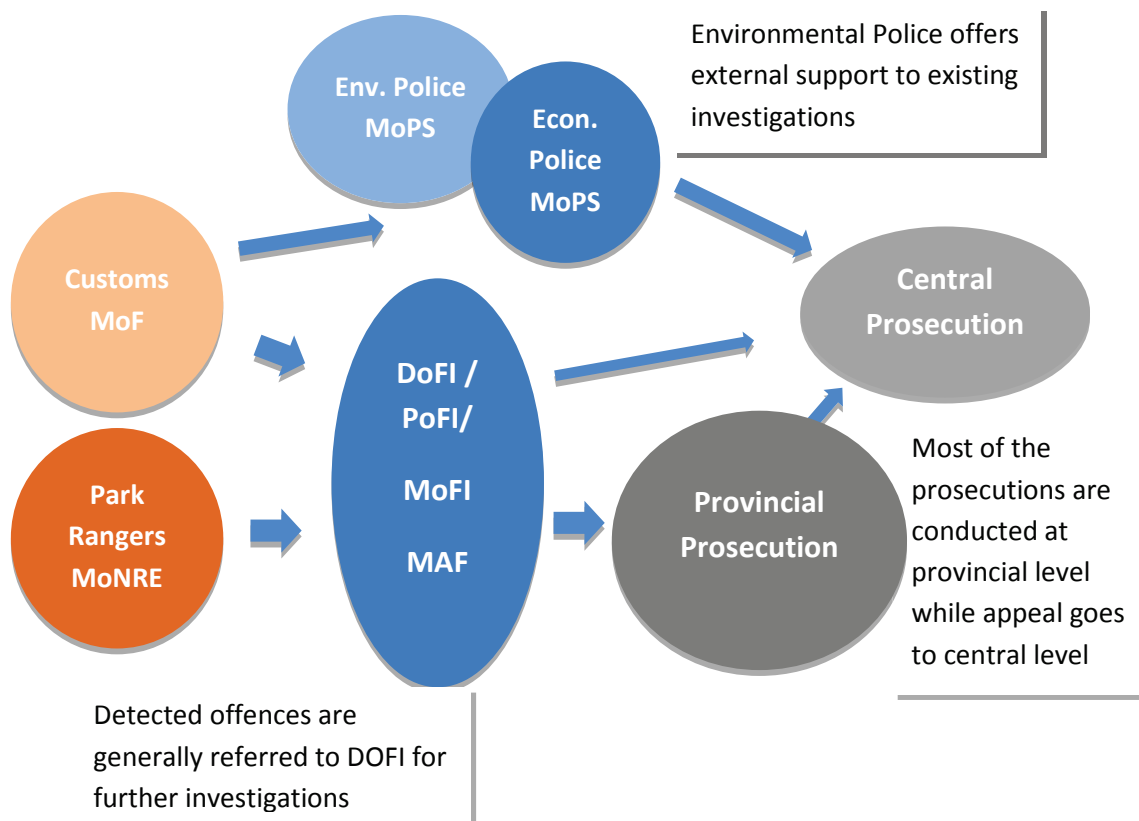 Environmental Police offers
external support to existing
investigations
Env. Police
MoPS
Econ.
Police
MoPS
Customs
MoF
Central
Prosecution
DoFI /
PoFI/
MoFI
MAF
Park
Rangers
MoNRE
Provincial
Prosecution
Most of the
prosecutions are
conducted at
provincial level
while appeal goes
to central level
Detected offences are
generally referred to DOFI for
further investigations